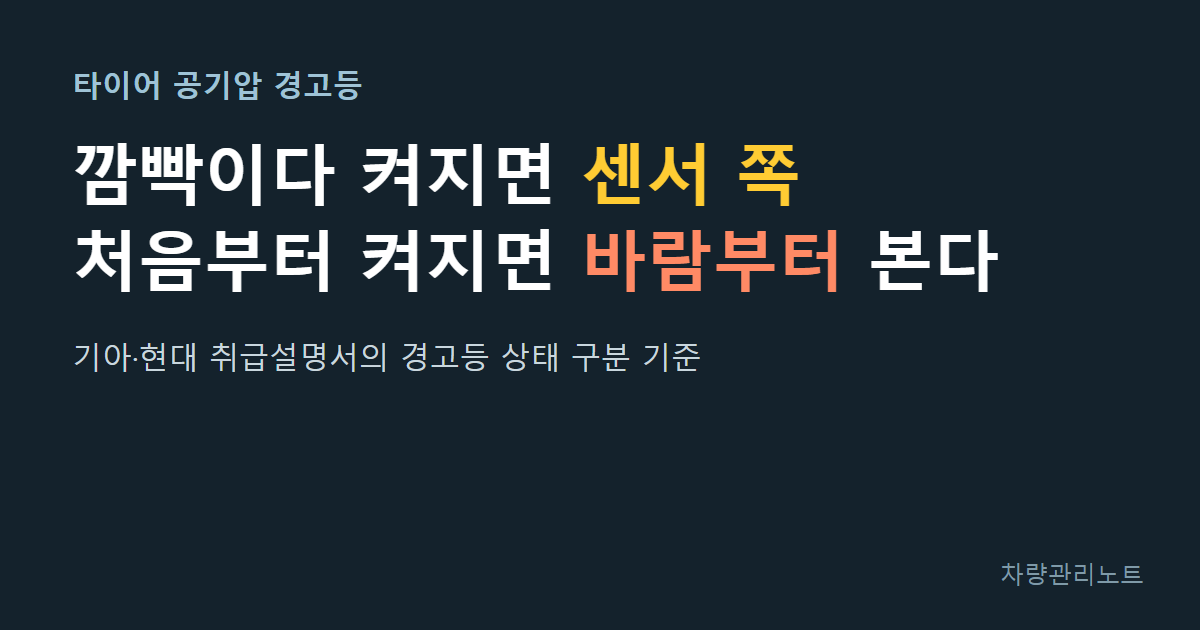 타이어 공기압 경고등
깜빡이다 켜지면 센서 쪽
처음부터 켜지면 바람부터 본다
기아·현대 취급설명서의 경고등 상태 구분 기준
차량관리노트